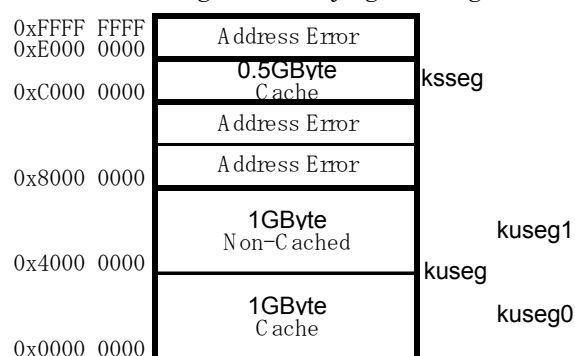 0xFFFF FFFF
0xE000 0000
Address Error
0.5GByte
Cache
ksseg
0xC000 0000
Address Error
Address Error
0x8000 0000
1GByte
Non-Cached
kuseg1
0x4000 0000
kuseg
1GByte
Cache
kuseg0
0x0000 0000